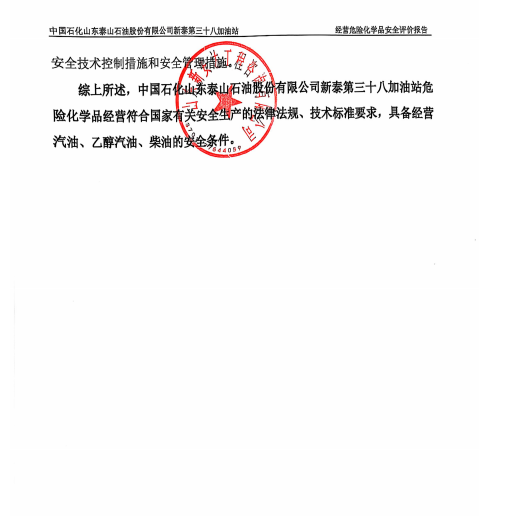 中国石化山东泰山石油股份有限公司新泰第三十八加油站 经营危险化学品安全评价报告
安全技术控制措施和安全管理措施。
综上所述，中国石化山东泰山石油股份有限公司新泰第三十八加油站危
险化学品经营符合国家有关安全生产的法律法规、技术标准要求，具备经营
汽油、乙醇汽油、柴油的安全条件。